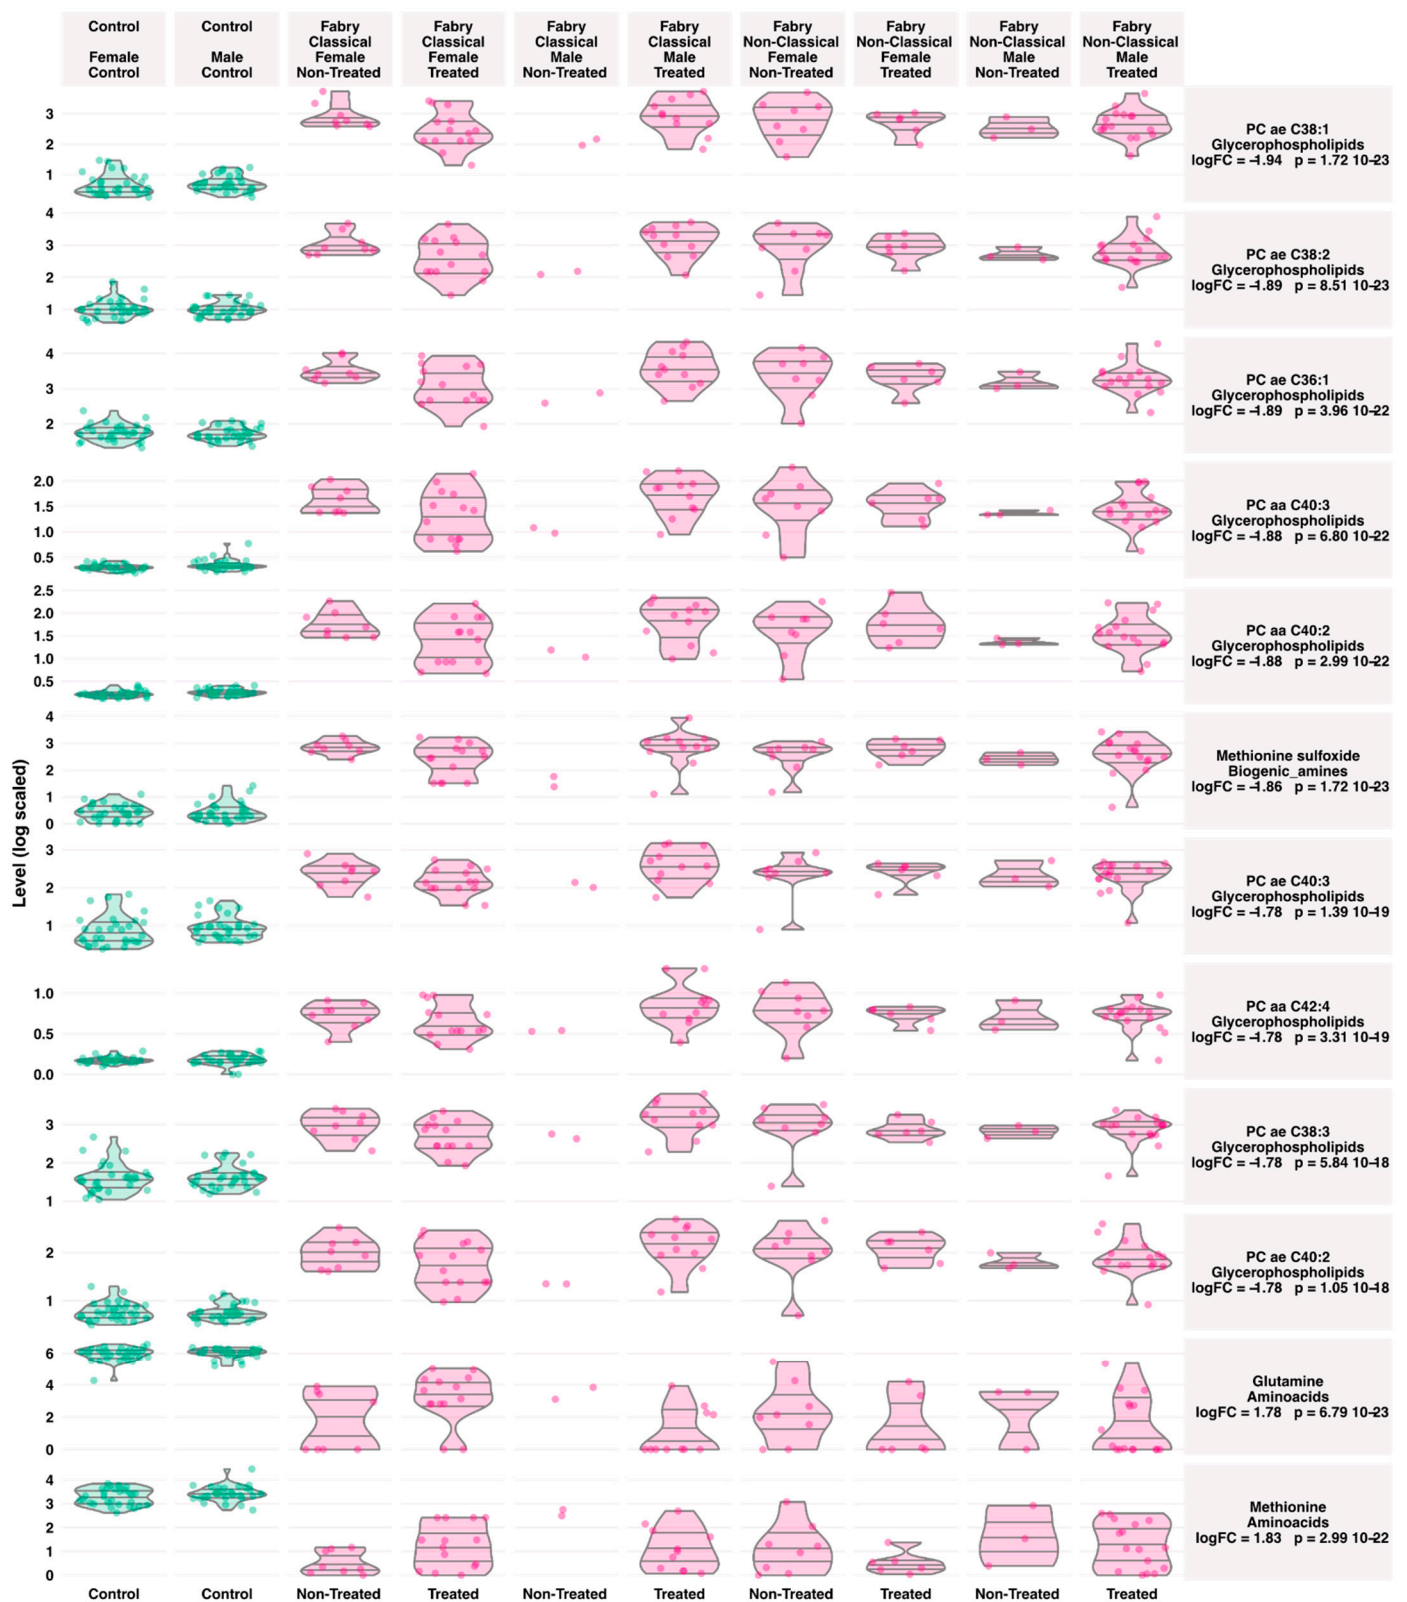 Control
Female
Control
Control
Male
Control
Fabry
Classical
Female
Non-Treated
Fabry
Classical
Female
Treated
Fabry
Classical
Male
Non-Treated
Fabry
Classical
Male
Treated
Fabry
Non-Classical
Female
Non-Treated
Fabry
Non-Classical
Female
Treated
Fabry
Non-Classical
Male
Non-Treated
Fabry
Non-Classical
Male
Treated
Level (log scaled)
3
2
1
PC ae C38:1
Glycerophospholipids
logFC = −1.94 p = 1.72 10−23
4
3
2
1
PC ae C38:2
Glycerophospholipids
logFC = −1.89 p = 8.51 10−23
4
3
2
PC ae C36:1
Glycerophospholipids
logFC = −1.89 p = 3.96 10−22
2.0
1.5
1.0
0.5
PC aa C40:3
Glycerophospholipids
logFC = −1.88 p = 6.80 10−22
2.5
2.0
1.5
1.0
0.5
PC aa C40:2
Glycerophospholipids
logFC = −1.88 p = 2.99 10−22
4
3
2
1
0
Methionine sulfoxide
Biogenic_amines
logFC = −1.86 p = 1.72 10−23
3
2
1
PC ae C40:3
Glycerophospholipids
logFC = −1.78 p = 1.39 10−19
1.0
0.5
0.0
PC aa C42:4
Glycerophospholipids
logFC = −1.78 p = 3.31 10−19
3
2
1
PC ae C38:3
Glycerophospholipids
logFC = −1.78 p = 5.84 10−18
2
1
PC ae C40:2
Glycerophospholipids
logFC = −1.78 p = 1.05 10−18
6
4
2
0
Glutamine
Aminoacids
logFC = 1.78 p = 6.79 10−23
4
3
2
1
0
Methionine
Aminoacids
logFC = 1.83 p = 2.99 10−22
Control
Control
Non-Treated
Treated
Non-Treated
Treated
Non-Treated
Treated
Non-Treated
Treated